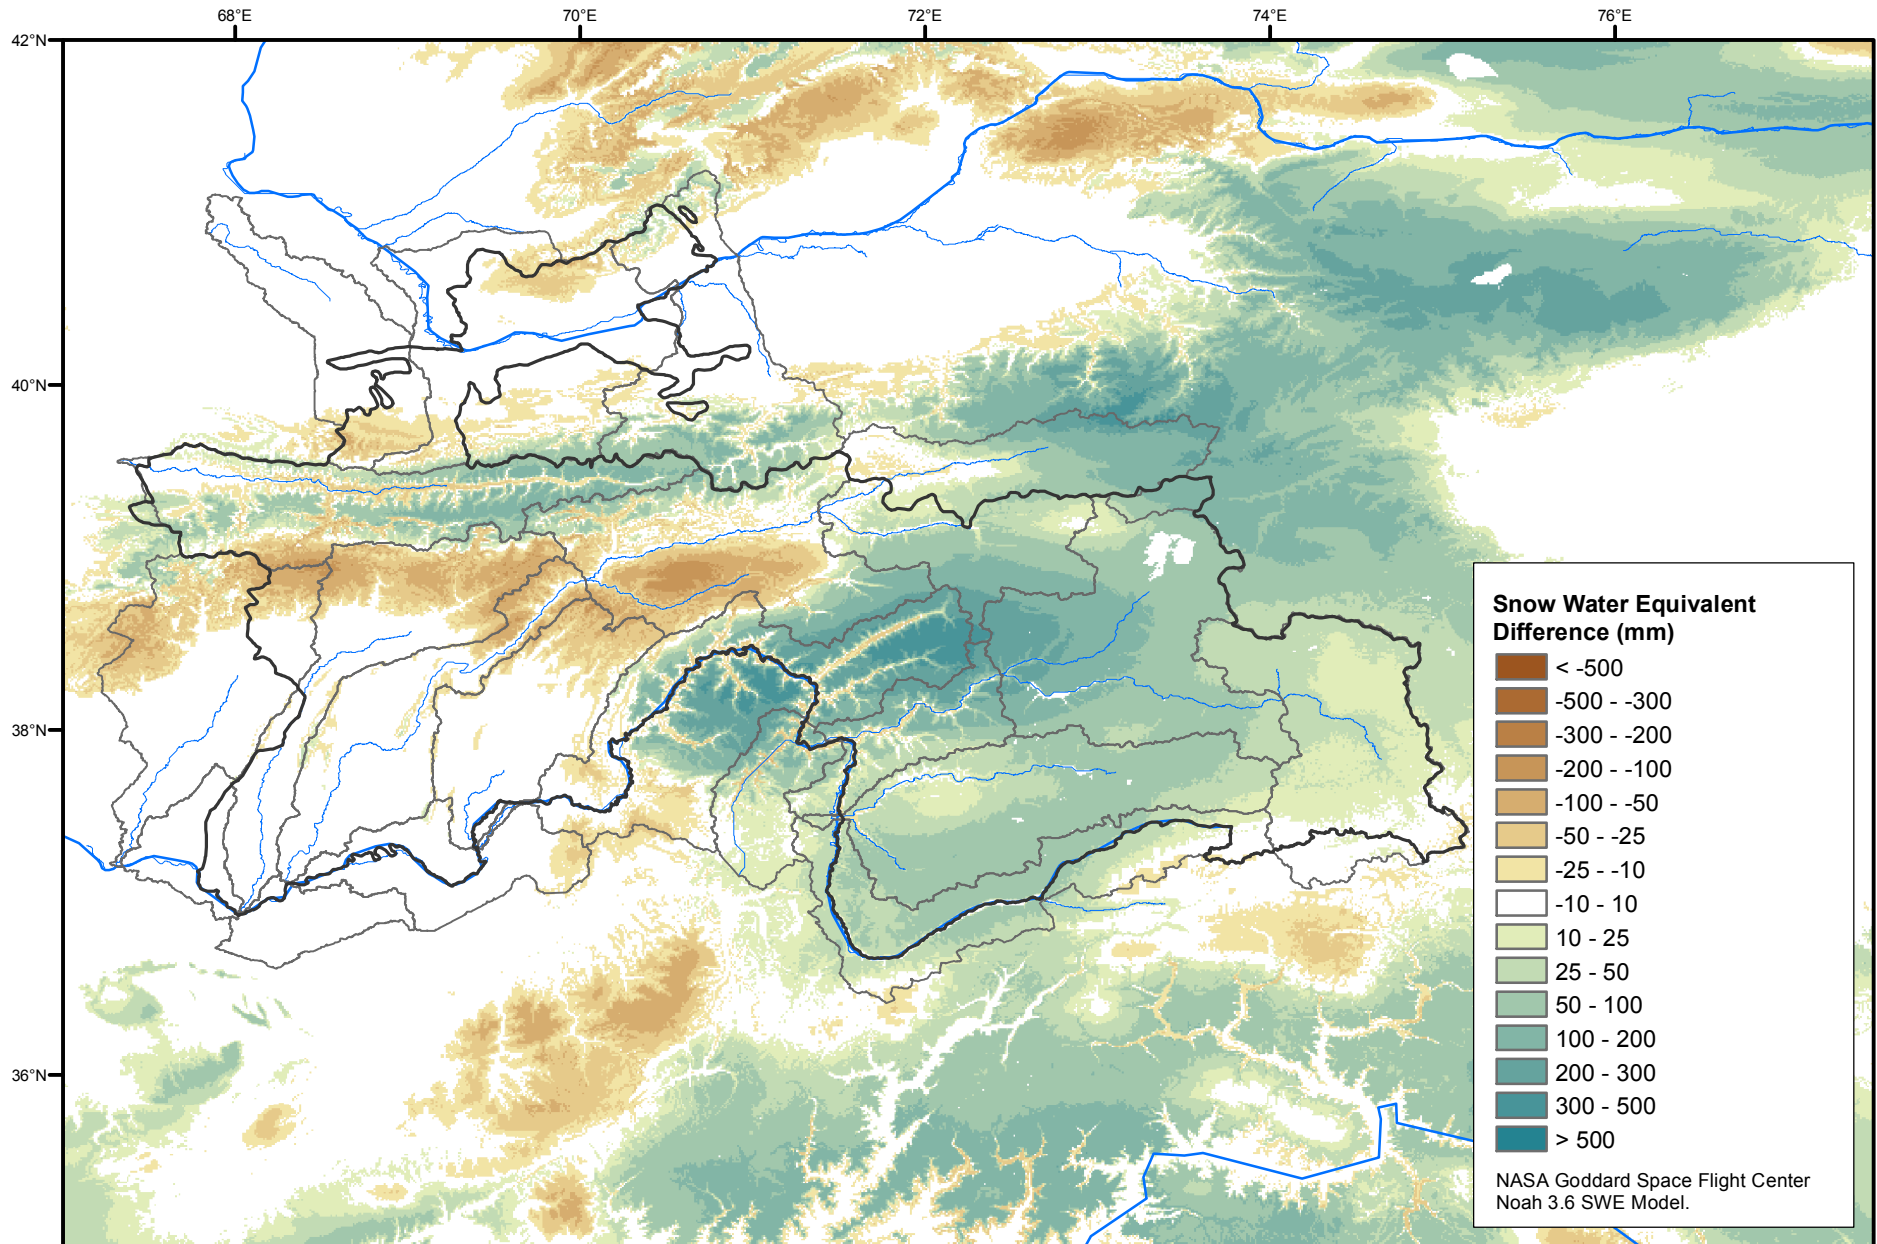 68°E 70°E 72°E 74°E 76°E
42°N
40°N
38°N
36°N
Snow Water Equivalent
Difference (mm)
< -500
-500 - -300
-300 - -200
-200 - -100
-100 - -50
-50 - -25
-25 - -10
-10 - 10
10 - 25
25 - 50
50 - 100
100 - 200
200 - 300
300 - 500
> 500
NASA Goddard Space Flight Center
Noah 3.6 SWE Model.